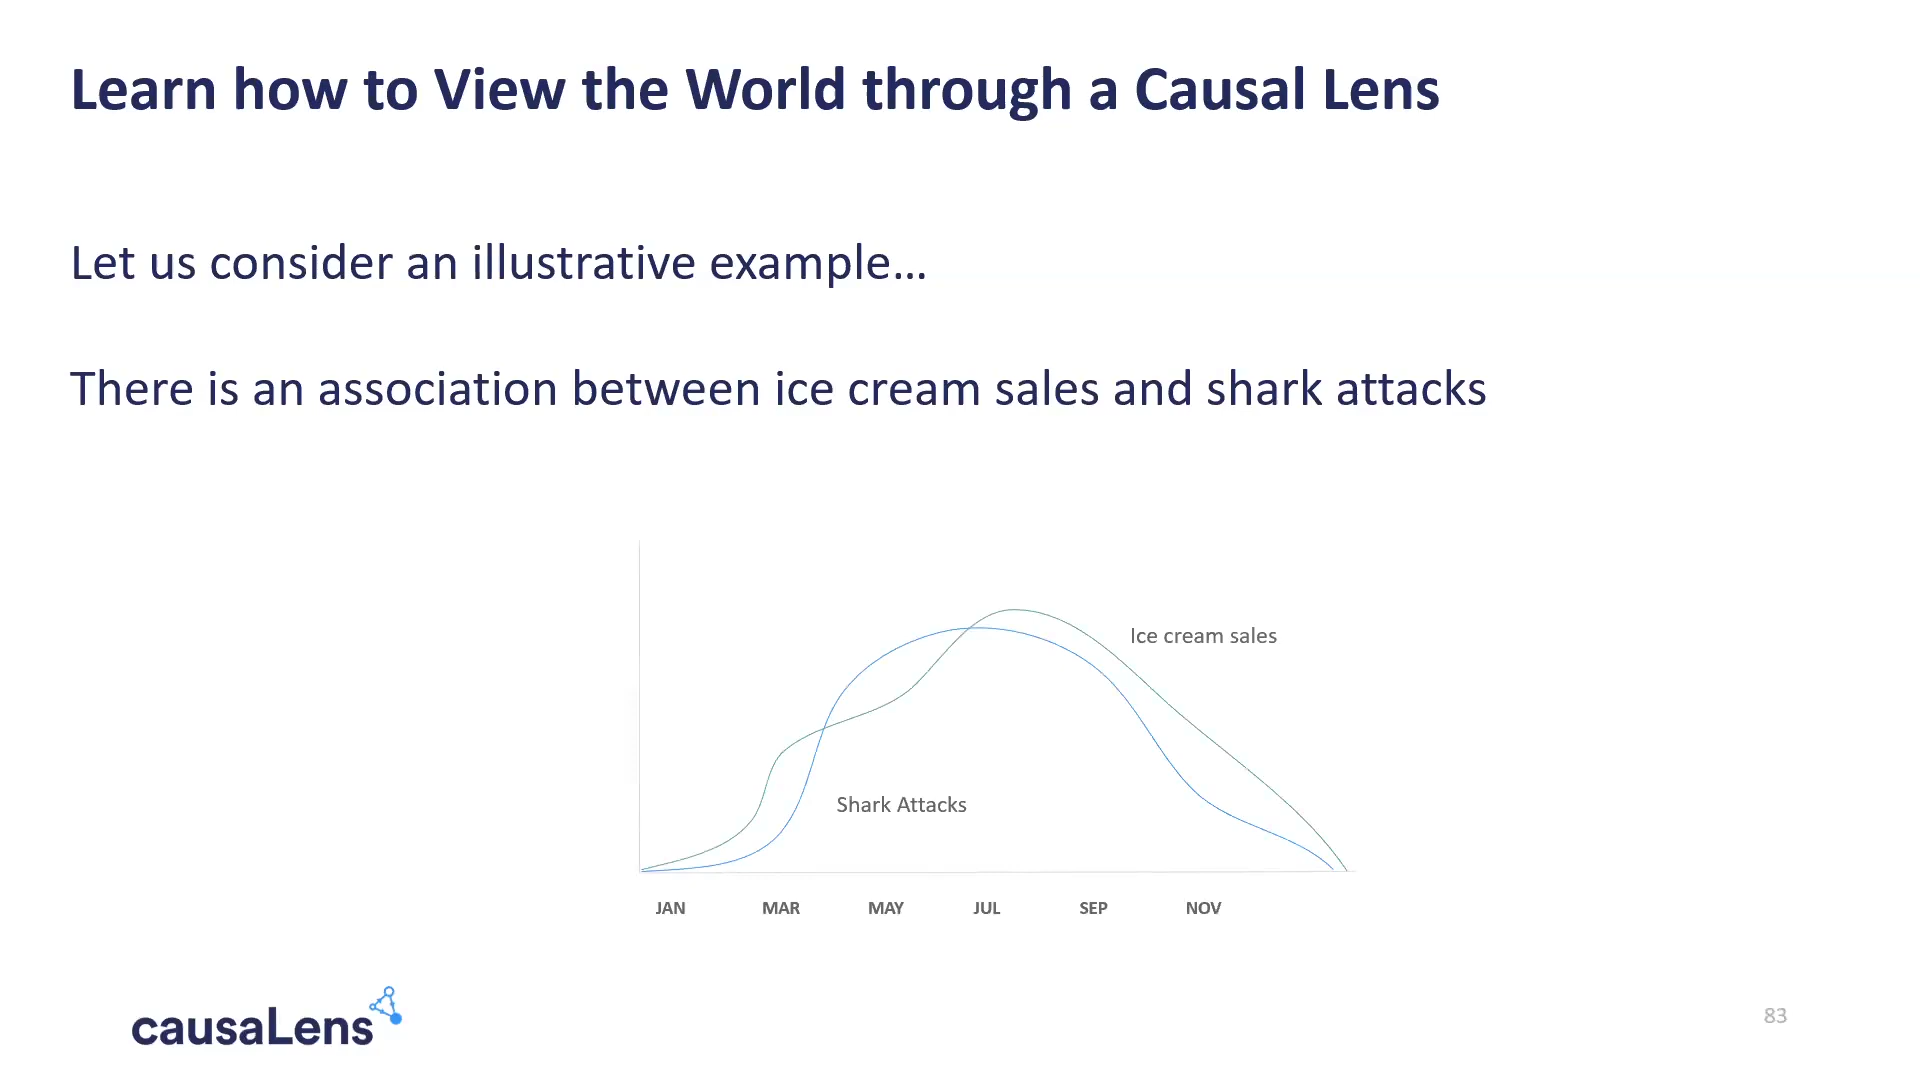 Learn how to View the World through a Causal Lens
Let us consider an illustrative example...
There is an association between ice cream sales and shark attacks
Ice cream sales
Shark Attacks
JAN MAR MAY JUL SEP NOV
causaLens
83